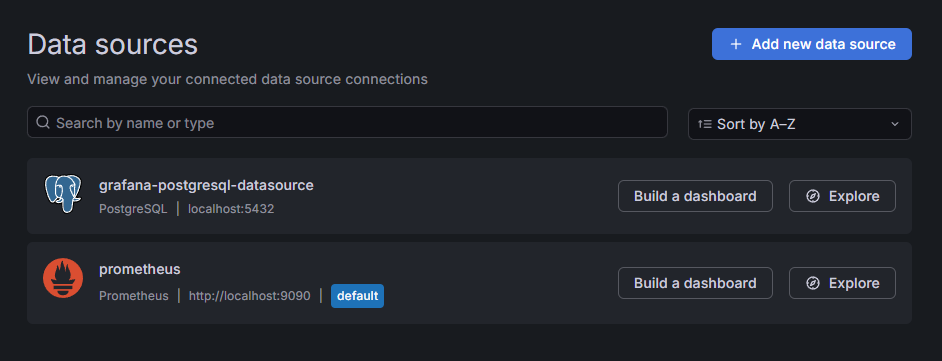 Data sources
+ Add new data source
View and manage your connected data source connections
Search by name or type
Sort by A–Z
grafana-postgresql-datasource
PostgreSQL | localhost:5432
Build a dashboard
Explore
prometheus
Prometheus | http://localhost:9090 | default
Build a dashboard
Explore